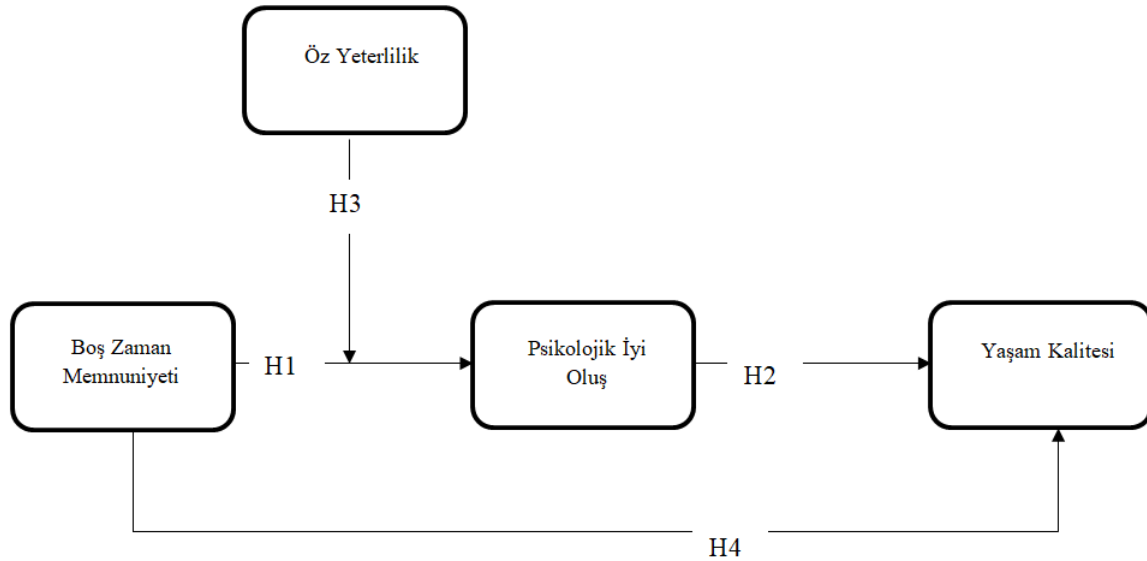 Öz Yeterlilik
H3
Boş Zaman
Memnuniyeti
H1
Psikolojik İyi
Oluş
H2
Yaşam Kalitesi
H4